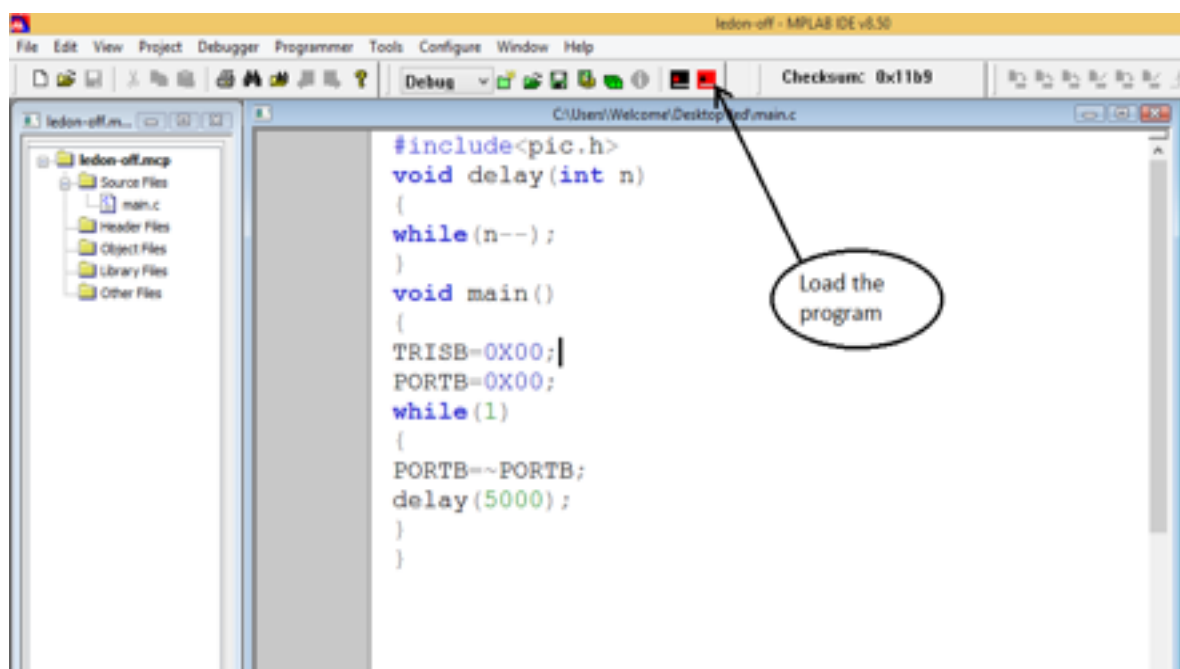 ledon-off - MPLAB IDE v8.50
File Edit View Project Debugger Programmer Tools Configure Window Help
Debug
Checksum: 0x11b9
ledon-off.m...
C:\Users\Welcome\Desktop\led\main.c
ledon-off.mcp
Source Files
main.c
Header Files
Object Files
Library Files
Other Files
#include<pic.h>
void delay(int n)
{
while(n--);
}
void main()
{
TRISB=0X00;
PORTB=0X00;
while(1)
{
PORTB=~PORTB;
delay(5000);
}
}
Load the
program